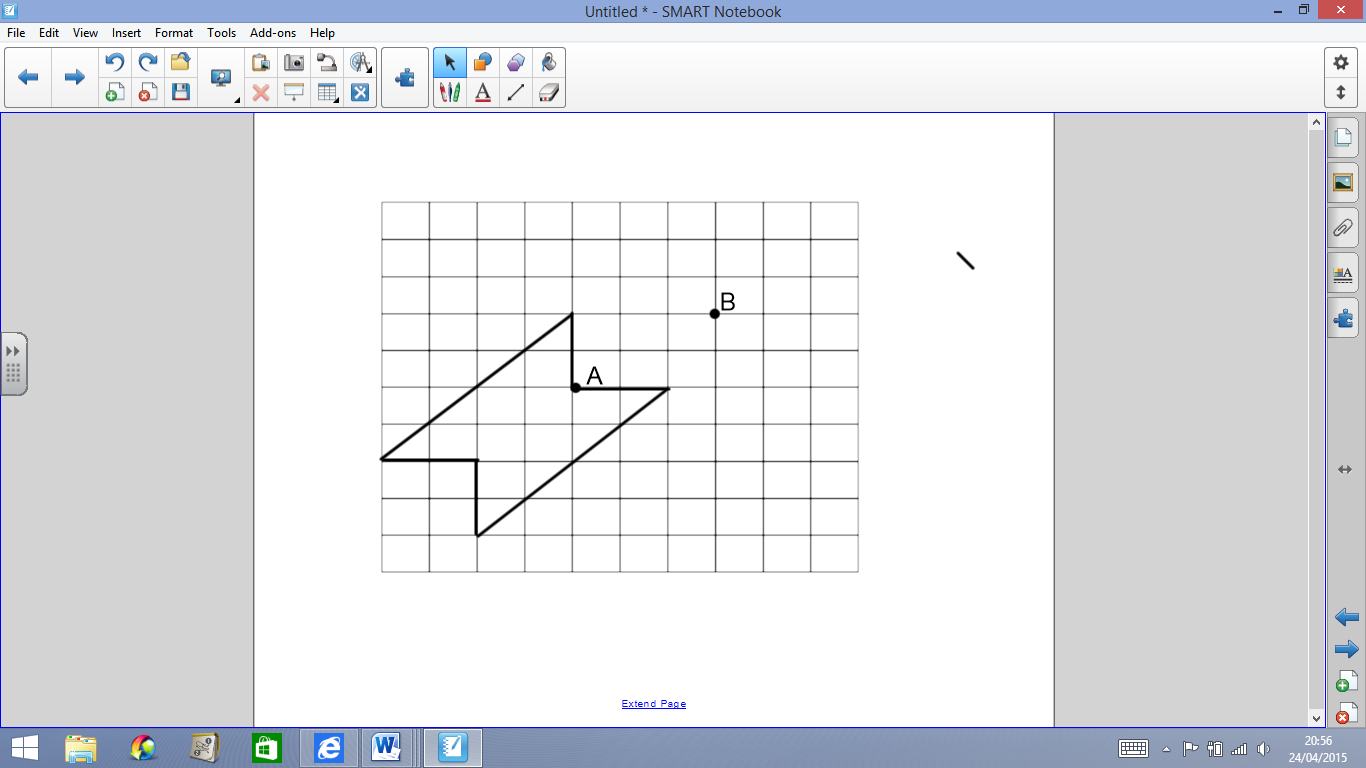 Untitled * - SMART Notebook
File Edit View Insert Format Tools Add-ons Help
B
A
Extend Page
20:56
24/04/2015